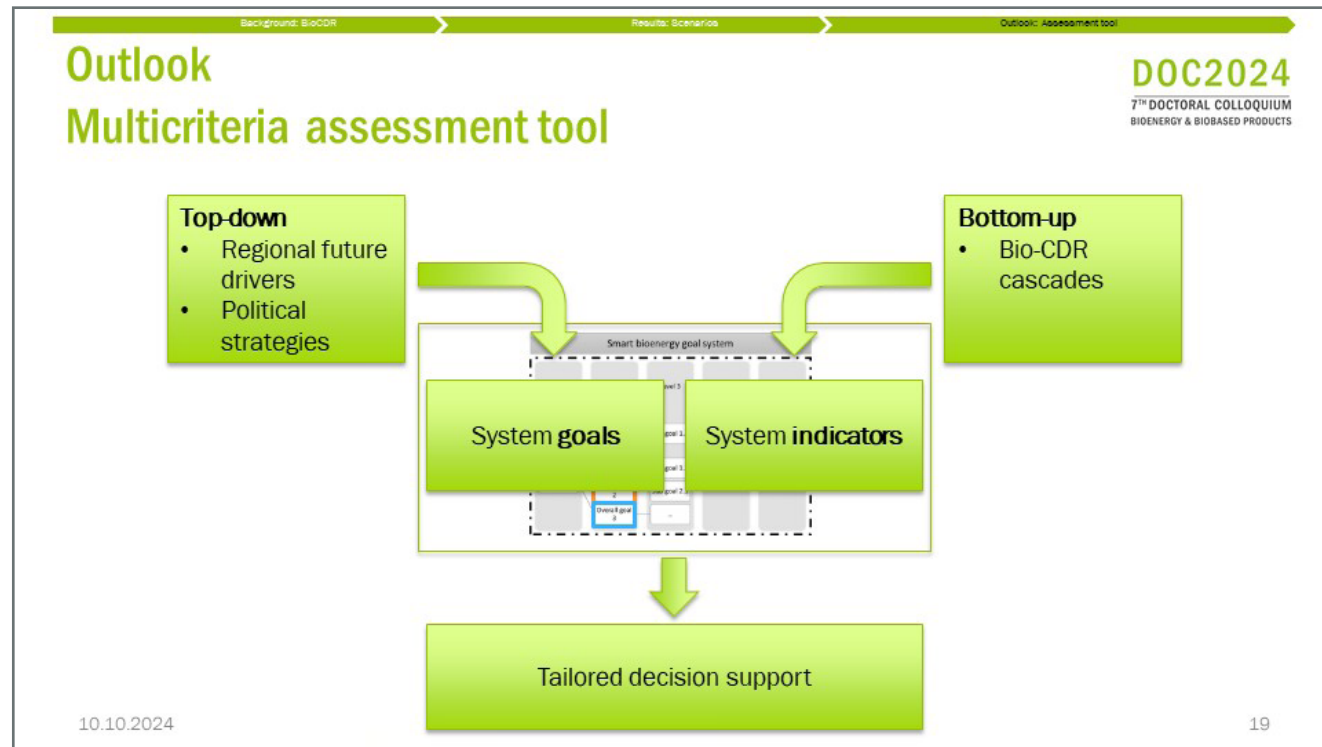 Background: BioCDR
Results: Scenarios
Outlook: Assessment tool
Outlook
Multicriteria assessment tool
DOC2024
7TH DOCTORAL COLLOQUIUM
BIOENERGY & BIOBASED PRODUCTS
Top-down
• Regional future
drivers
• Political
strategies
Bottom-up
• Bio-CDR
cascades
Smart bioenergy goal system
System goals
System indicators
2
Overall goal
3
...
Tailored decision support
10.10.2024
19